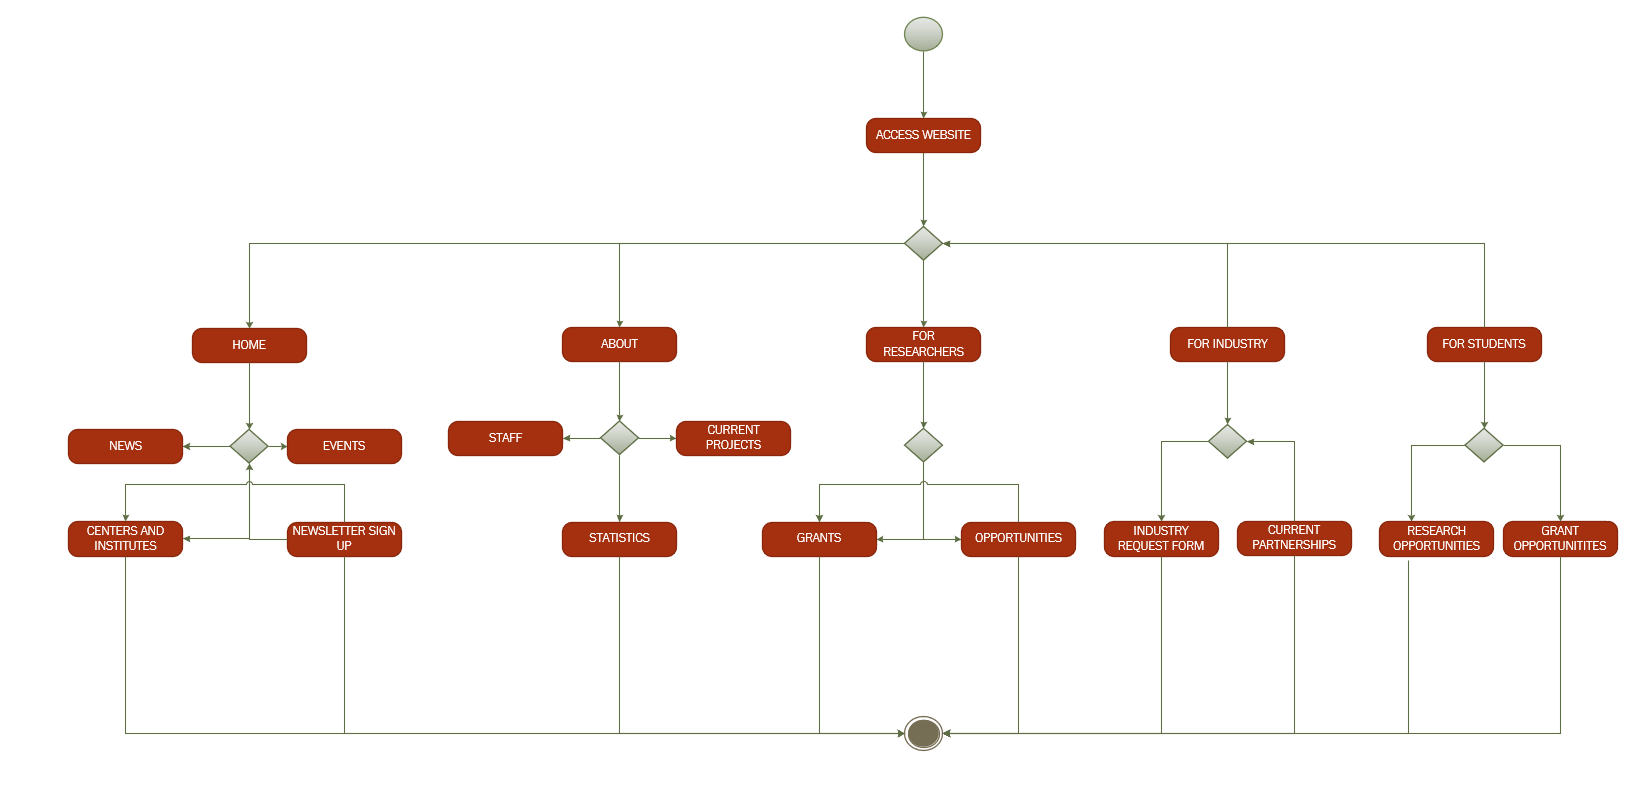 ACCESS WEBSITE
HOME
ABOUT
FOR
RESEARCHERS
FOR INDUSTRY
FOR STUDENTS
NEWS
EVENTS
STAFF
CURRENT
PROJECTS
CENTERS AND
INSTITUTES
NEWSLETTER SIGN
UP
STATISTICS
GRANTS
OPPORTUNITIES
INDUSTRY
REQUEST FORM
CURRENT
PARTNERSHIPS
RESEARCH
OPPORTUNITIES
GRANT
OPPORTUNITITES